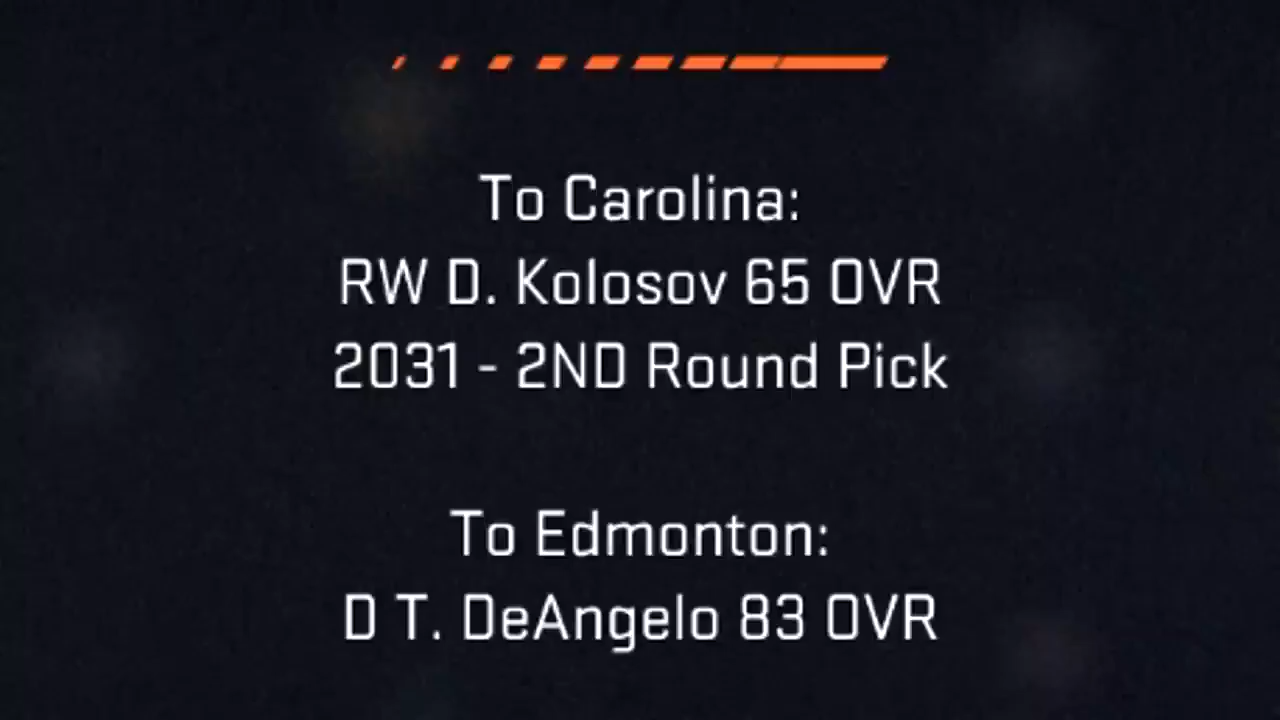 To Carolina:
RW D. Kolosov 65 OVR
2031 - 2ND Round Pick
To Edmonton:
D T. DeAngelo 83 OVR